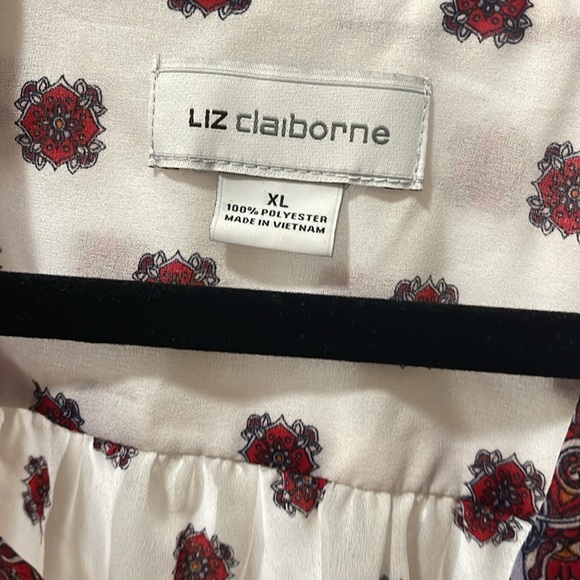 LIZ claiborne
XL
100% POLYESTER
MADE IN VIETNAM